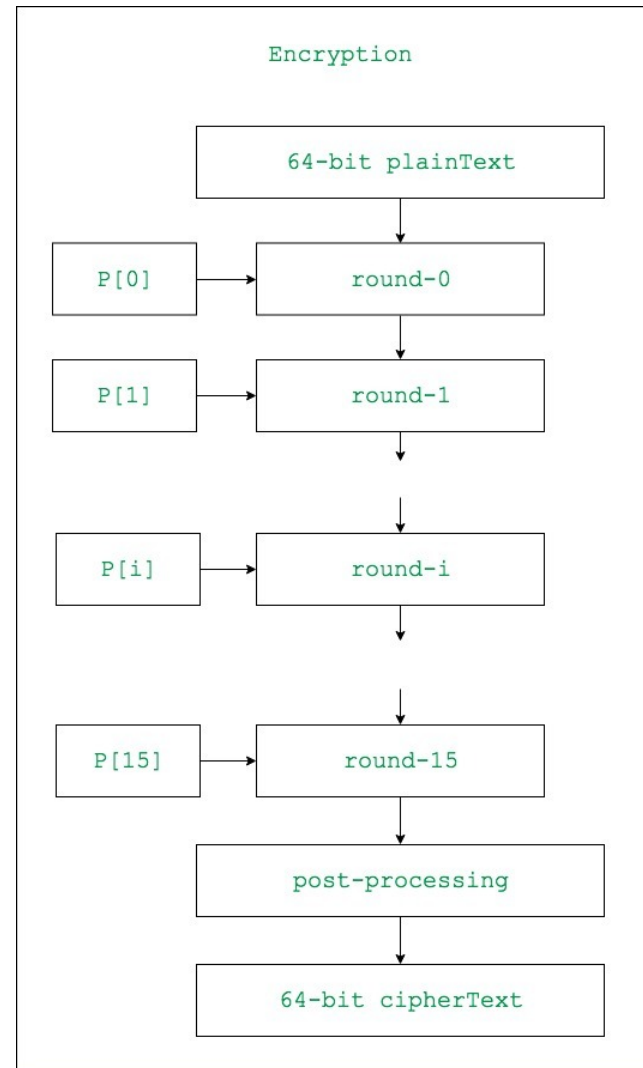 Encryption
64-bit plainText
P[0]
round-0
P[1]
round-1
P[i]
round-i
P[15]
round-15
post-processing
64-bit cipherText